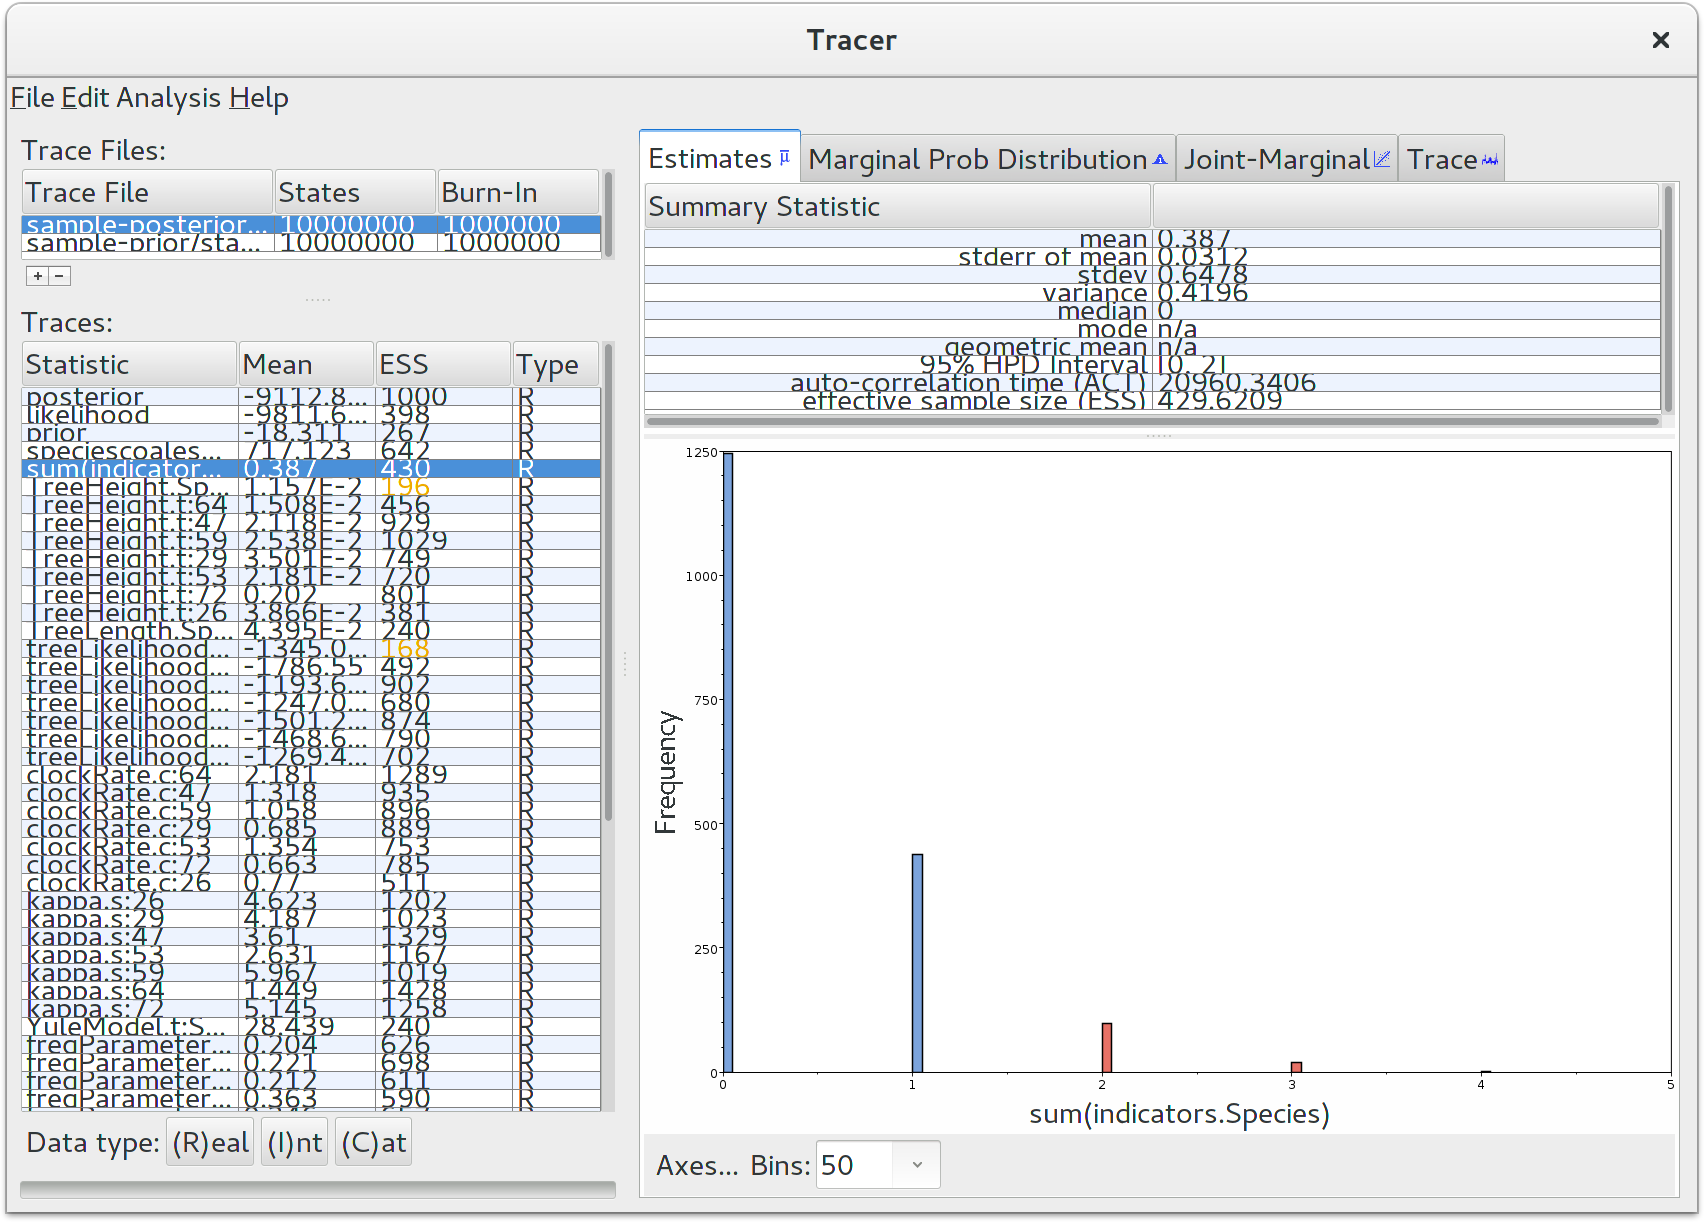 Tracer
File Edit Analysis Help
Trace Files:
Trace File States Burn-In
sample-posterior... 10000000 1000000
sample-prior/sta... 10000000 1000000
+ −
Traces:
Statistic Mean ESS Type
posterior -9112.8... 1000 R
likelihood -9811.6... 398 R
prior -18.311 267 R
speciescoales... 717.123 642 R
sum(indicator... 0.387 430 R
TreeHeight.Sp... 1.157E-2 196 R
TreeHeight.t:64 1.508E-2 456 R
TreeHeight.t:47 2.118E-2 929 R
TreeHeight.t:59 2.538E-2 1029 R
TreeHeight.t:29 3.501E-2 749 R
TreeHeight.t:53 2.181E-2 720 R
TreeHeight.t:72 0.202 801 R
TreeHeight.t:26 3.866E-2 381 R
TreeLength.Sp... 4.395E-2 240 R
treeLikelihood... -1345.0... 168 R
treeLikelihood... -1786.55 492 R
treeLikelihood... -1193.6... 902 R
treeLikelihood... -1247.0... 680 R
treeLikelihood... -1501.2... 874 R
treeLikelihood... -1468.6... 790 R
treeLikelihood... -1269.4... 702 R
clockRate.c:64 2.181 1289 R
clockRate.c:47 1.318 935 R
clockRate.c:59 1.058 896 R
clockRate.c:29 0.685 889 R
clockRate.c:53 1.354 753 R
clockRate.c:72 0.663 785 R
clockRate.c:26 0.77 511 R
kappa.s:26 4.623 1202 R
kappa.s:29 4.187 1023 R
kappa.s:47 3.61 1329 R
kappa.s:53 2.631 1167 R
kappa.s:59 5.967 1019 R
kappa.s:64 1.449 1428 R
kappa.s:72 5.145 1258 R
YuleModel.t:S... 28.439 240 R
freqParameter... 0.204 626 R
freqParameter... 0.221 698 R
freqParameter... 0.212 611 R
freqParameter... 0.363 590 R
Data type: (R)eal (I)nt (C)at
Estimates μ Marginal Prob Distribution Joint-Marginal Trace
Summary Statistic
mean 0.387
stderr of mean 0.0312
stdev 0.6478
variance 0.4196
median 0
mode n/a
geometric mean n/a
95% HPD Interval [0, 2]
auto-correlation time (ACT) 20960.3406
effective sample size (ESS) 429.6209
Frequency
1250
1000
750
500
250
0
0 1 2 3 4 5
sum(indicators.Species)
Axes... Bins: 50